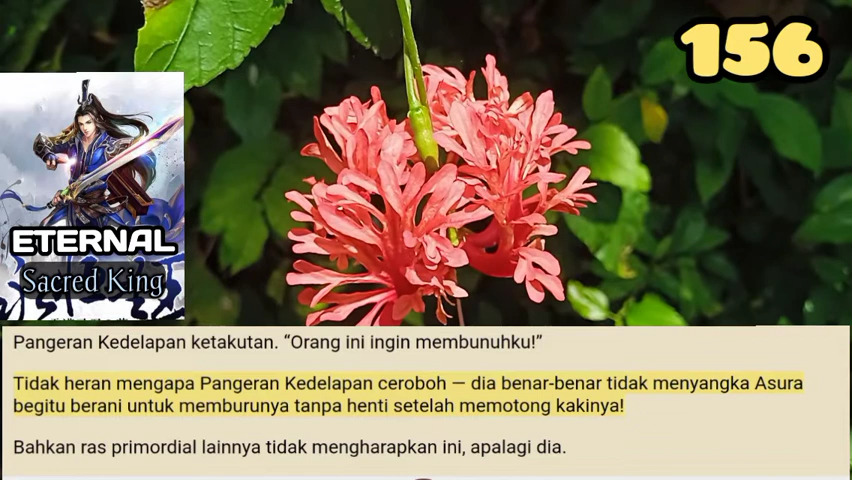 156
ETERNAL
Sacred King
Pangeran Kedelapan ketakutan. “Orang ini ingin membunuhku!”
Tidak heran mengapa Pangeran Kedelapan ceroboh — dia benar-benar tidak menyangka Asura
begitu berani untuk memburunya tanpa henti setelah memotong kakinya!
Bahkan ras primordial lainnya tidak mengharapkan ini, apalagi dia.